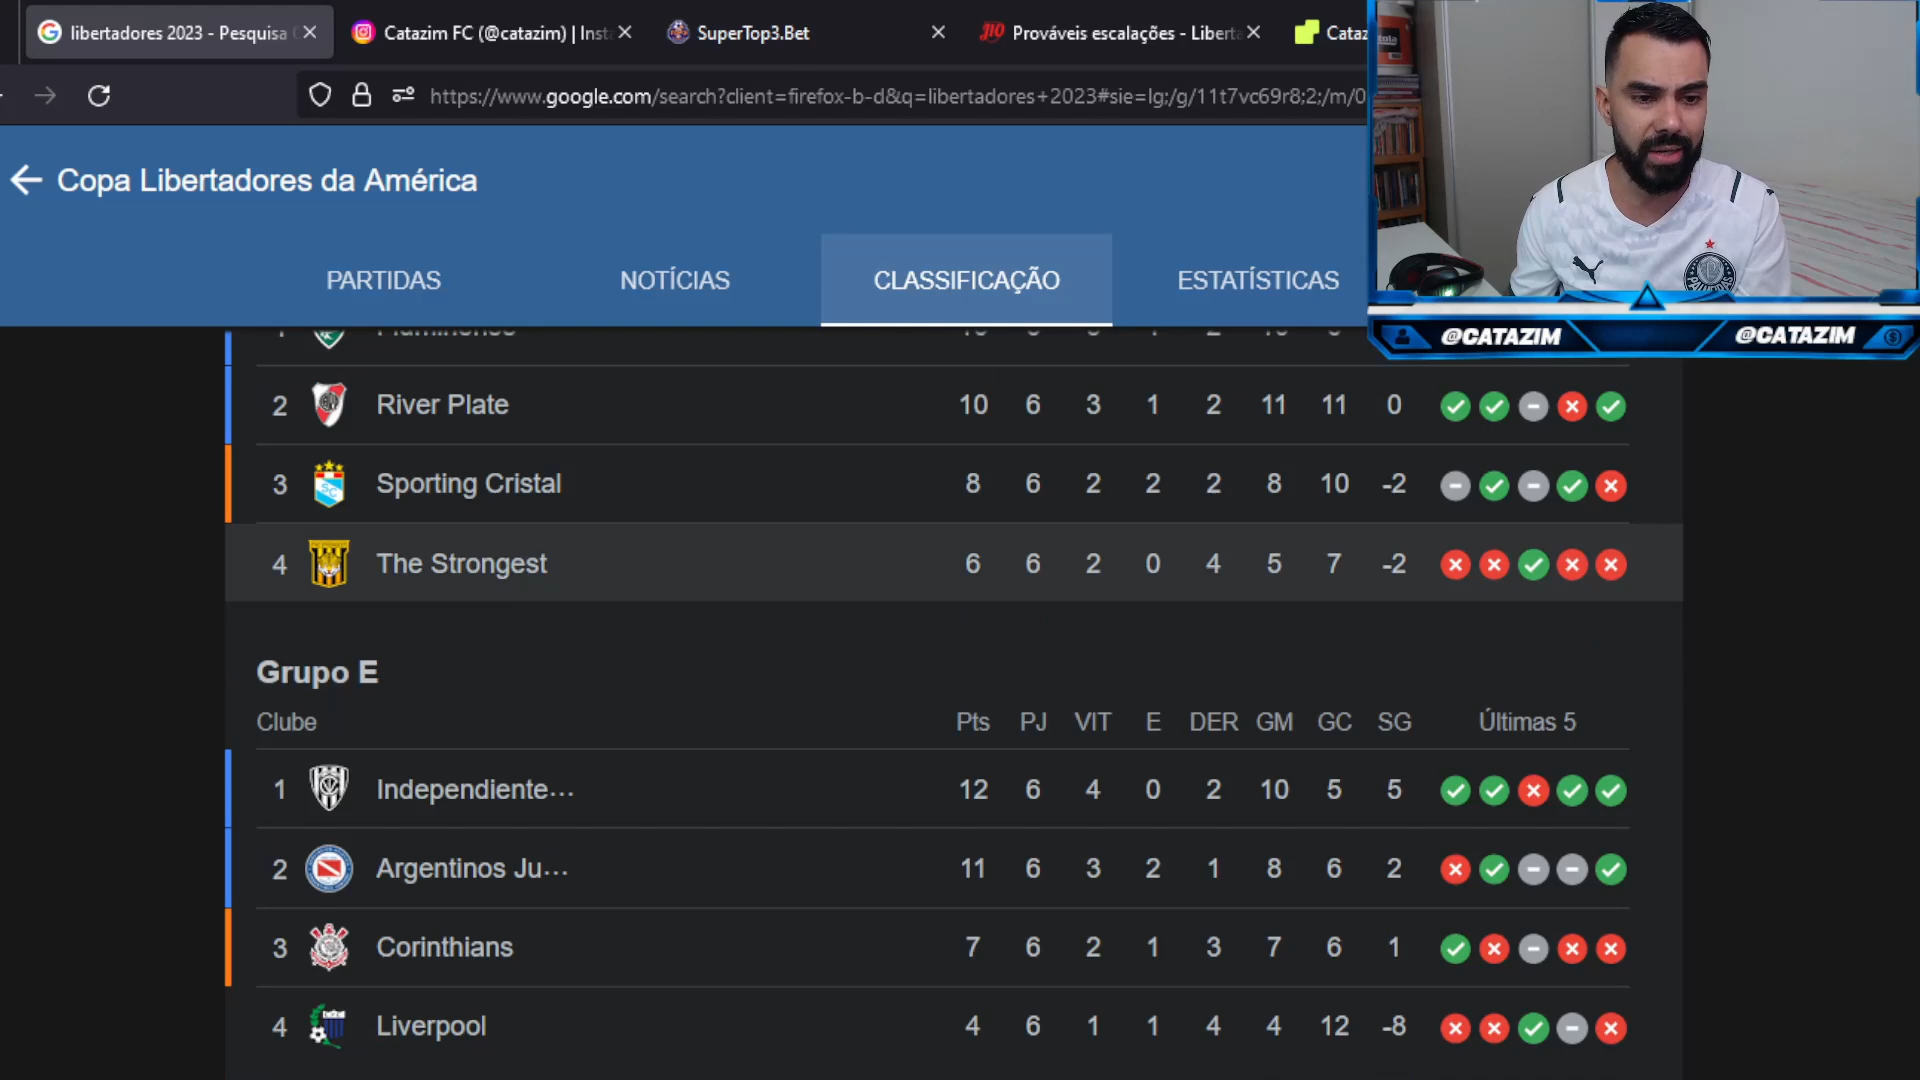 libertadores 2023 - Pesquisa
Catazim FC (@catazim) | Inst
SuperTop3.Bet
Prováveis escalações - Liberta
Cataz
https://www.google.com/search?client=firefox-b-d&q=libertadores+2023#sie=lg;/g/11t7vc69r8;2;/m/0
Copa Libertadores da América
PARTIDAS NOTÍCIAS CLASSIFICAÇÃO ESTATÍSTICAS
@CATAZIM @CATAZIM
2 River Plate 10 6 3 1 2 11 11 0
3 Sporting Cristal 8 6 2 2 2 8 10 -2
4 The Strongest 6 6 2 0 4 5 7 -2
Grupo E
Clube Pts PJ VIT E DER GM GC SG Últimas 5
1 Independiente... 12 6 4 0 2 10 5 5
2 Argentinos Ju... 11 6 3 2 1 8 6 2
3 Corinthians 7 6 2 1 3 7 6 1
4 Liverpool 4 6 1 1 4 4 12 -8